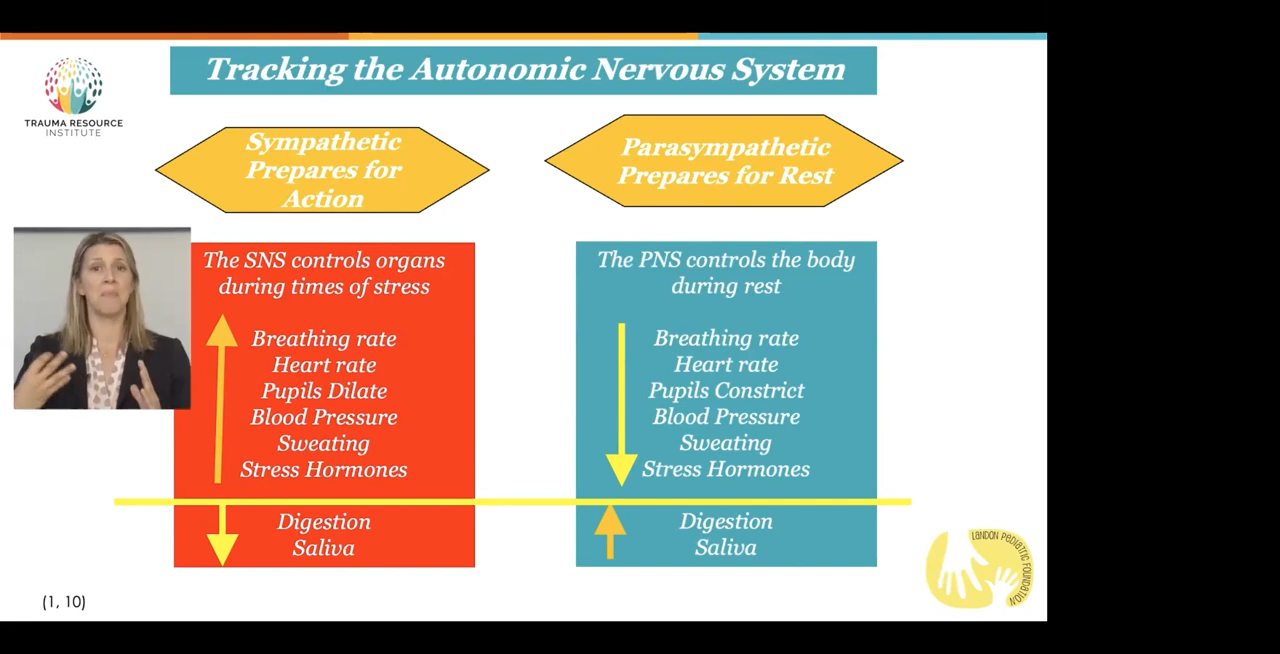 Tracking the Autonomic Nervous System
TRAUMA RESOURCE
INSTITUTE
Sympathetic
Prepares for
Action
Parasympathetic
Prepares for Rest
The SNS controls organs
during times of stress
Breathing rate
Heart rate
Pupils Dilate
Blood Pressure
Sweating
Stress Hormones
Digestion
Saliva
The PNS controls the body
during rest
Breathing rate
Heart rate
Pupils Constrict
Blood Pressure
Sweating
Stress Hormones
Digestion
Saliva
LANDON PEDIATRIC FOUNDATION
(1, 10)